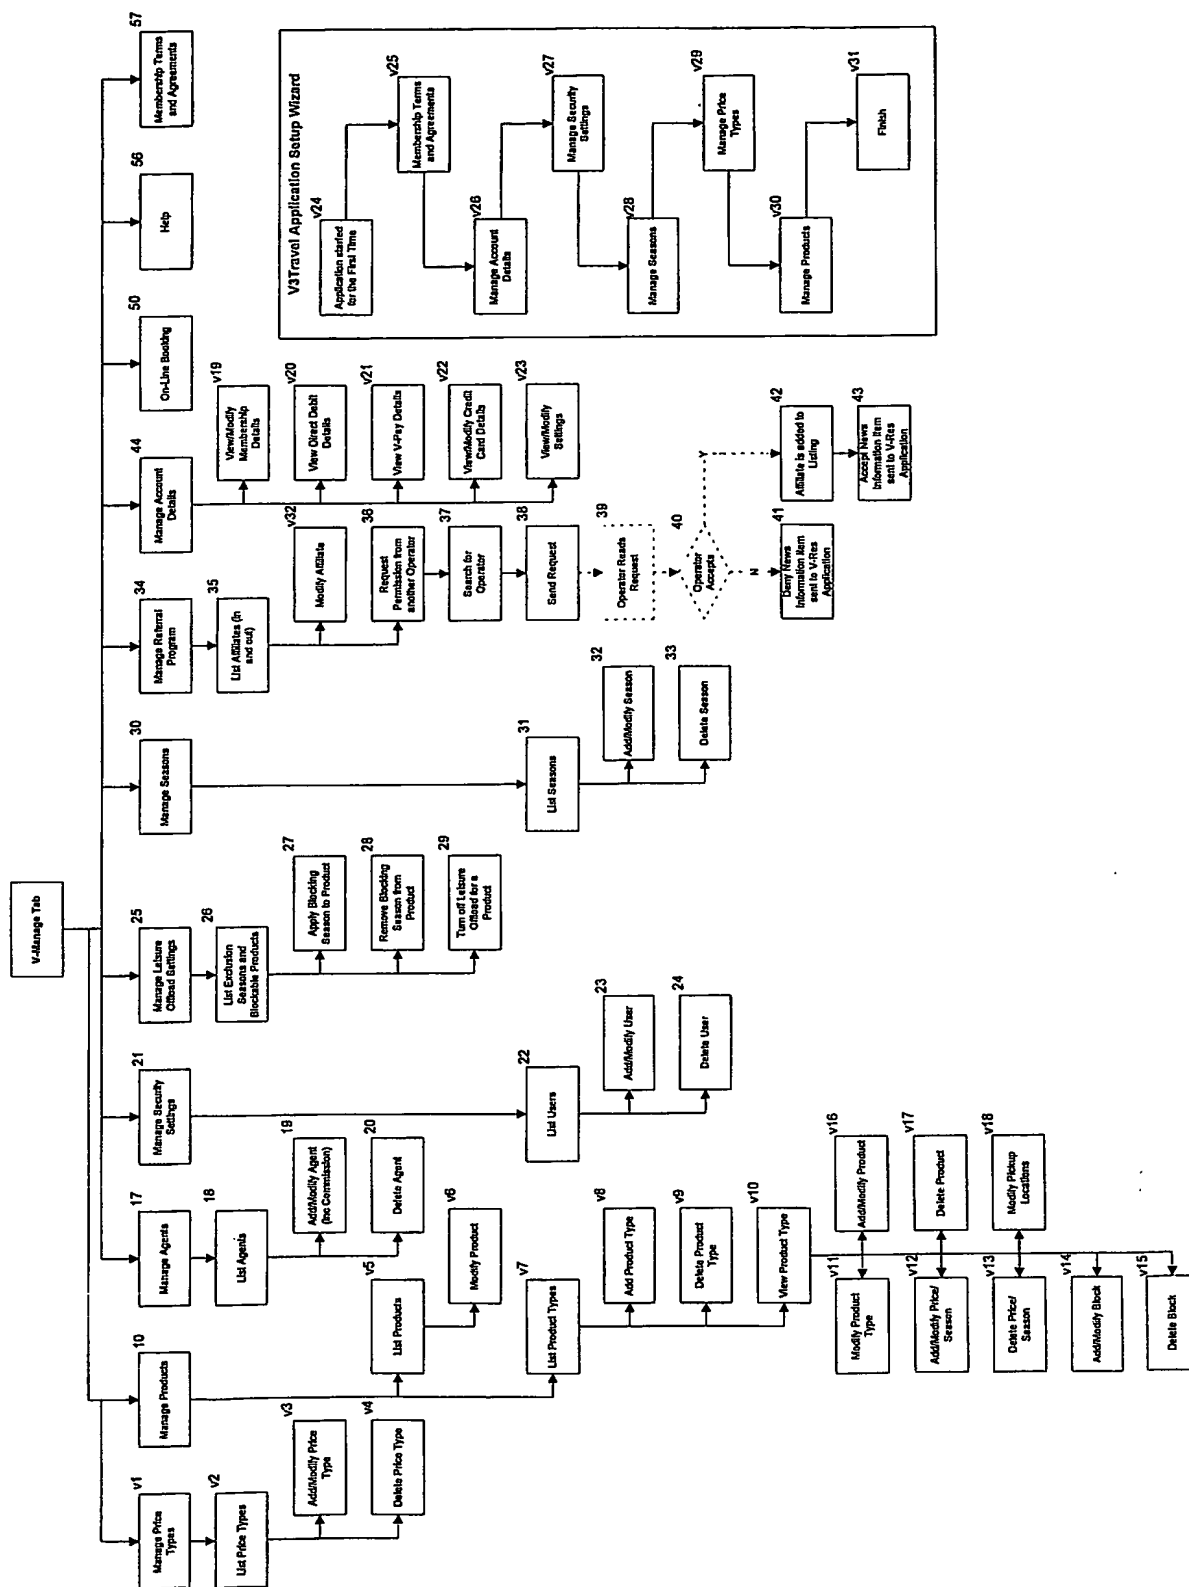 V-Manage Tab
v1
Manage Price
Types
v2
List Price Types
v3
Add/Modify Price
Type
v4
Delete Price Type
10
Manage Products
v5
List Products
v6
Modify Product
v7
List Product Types
v8
Add Product Type
v9
Delete Product
Type
v10
View Product Type
v11
Modify Product
Type
v12
Add/Modify Price/
Season
v13
Delete Price/
Season
v14
Add/Modify Block
v15
Delete Block
v16
Add/Modify Product
v17
Delete Product
v18
Modify Pickup
Locations
17
Manage Agents
18
List Agents
19
Add/Modify Agent
(Inc Commission)
20
Delete Agent
21
Manage Security
Settings
22
List Users
23
Add/Modify User
24
Delete User
25
Manage Leisure
Offload Settings
26
List Exclusion
Seasons and
Blockable Products
27
Apply Blocking
Season to Product
28
Remove Blocking
Season from
Product
29
Turn off Leisure
Offload for a
Product
30
Manage Seasons
31
List Seasons
32
Add/Modify Season
33
Delete Season
34
Manage Referral
Program
35
List Affiliates (in
and out)
v32
Modify Affiliate
36
Request
Permission from
another Operator
37
Search for
Operator
38
Send Request
39
Operator Reads
Request
40
Operator
Accepts
Y
N
41
Deny News
Information Item
sent to V-Res
Application
42
Affiliate is added to
Listing
43
Accept News
Information Item
sent to V-Res
Application
44
Manage Account
Details
v19
View/Modify
Membership
Details
v20
View Direct Debit
Details
v21
View V-Pay Details
v22
View/Modify Credit
Card Details
v23
View/Modify
Settings
50
On-Line Booking
56
Help
57
Membership Terms
and Agreements
V3Travel Application Setup Wizard
v24
Application started
for the First Time
v25
Membership Terms
and Agreements
v26
Manage Account
Details
v27
Manage Security
Settings
v28
Manage Seasons
v29
Manage Price
Types
v30
Manage Products
v31
Finish